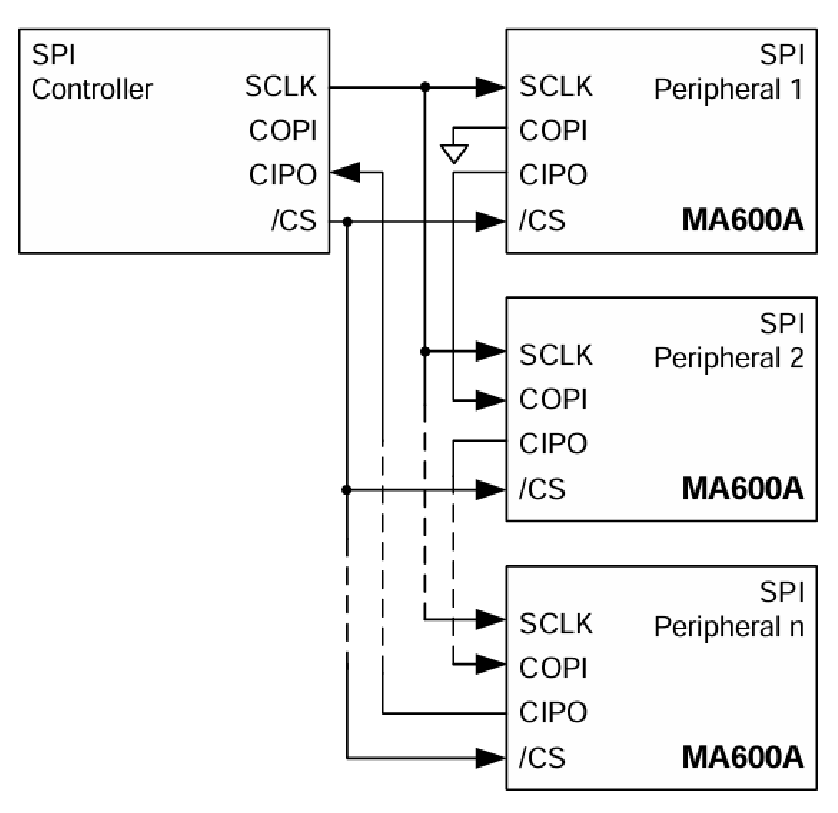 SPI
Controller
SCLK
COPI
CIPO
/CS
SPI
Peripheral 1
SCLK
COPI
CIPO
/CS
MA600A
SPI
Peripheral 2
SCLK
COPI
CIPO
/CS
MA600A
SPI
Peripheral n
SCLK
COPI
CIPO
/CS
MA600A